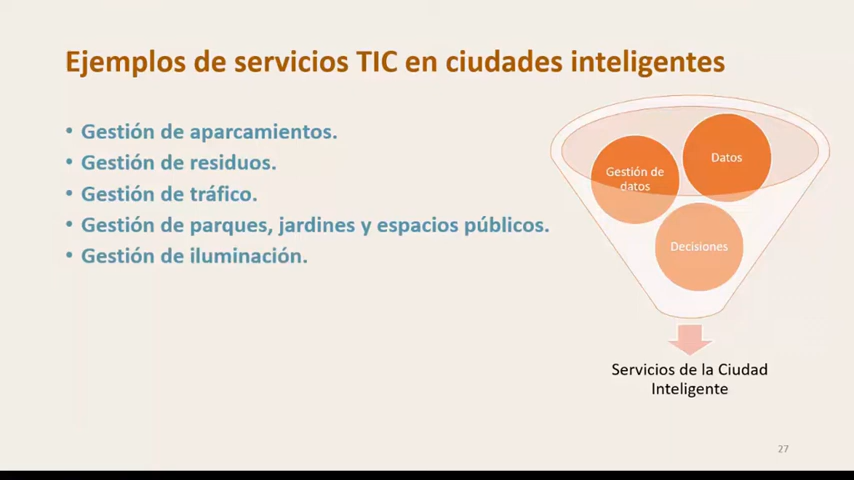 Ejemplos de servicios TIC en ciudades inteligentes
• Gestión de aparcamientos.
• Gestión de residuos.
• Gestión de tráfico.
• Gestión de parques, jardines y espacios públicos.
• Gestión de iluminación.
Gestión de
datos
Datos
Decisiones
Servicios de la Ciudad
Inteligente
27